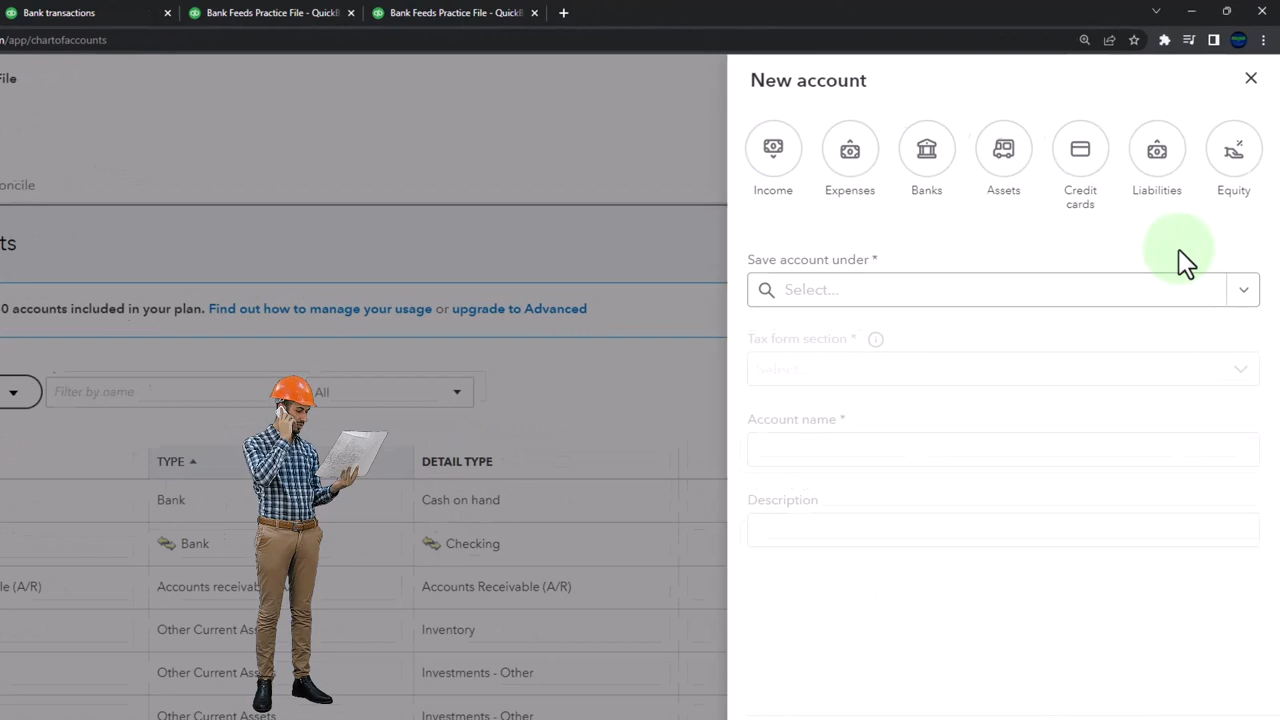 Bank transactions
Bank Feeds Practice File - QuickB
Bank Feeds Practice File - QuickB
n/app/chartofaccounts
File
New account
Income
Expenses
Banks
Assets
Credit cards
Liabilities
Equity
oncile
ts
Save account under *
Select...
0 accounts included in your plan. Find out how to manage your usage or upgrade to Advanced
Tax form section *
Select
Filter by name
All
Account name *
TYPE
DETAIL TYPE
Description
Bank
Cash on hand
Bank
Checking
le (A/R)
Accounts receivab
Accounts Receivable (A/R)
Other Current Ass
Inventory
Other Current Ass
Investments - Other
Other Current Assets
Investments - Other